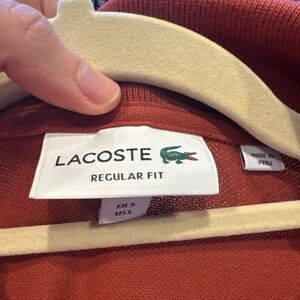 LACOSTE
REGULAR FIT
MADE IN
PERU
FR 5
US L